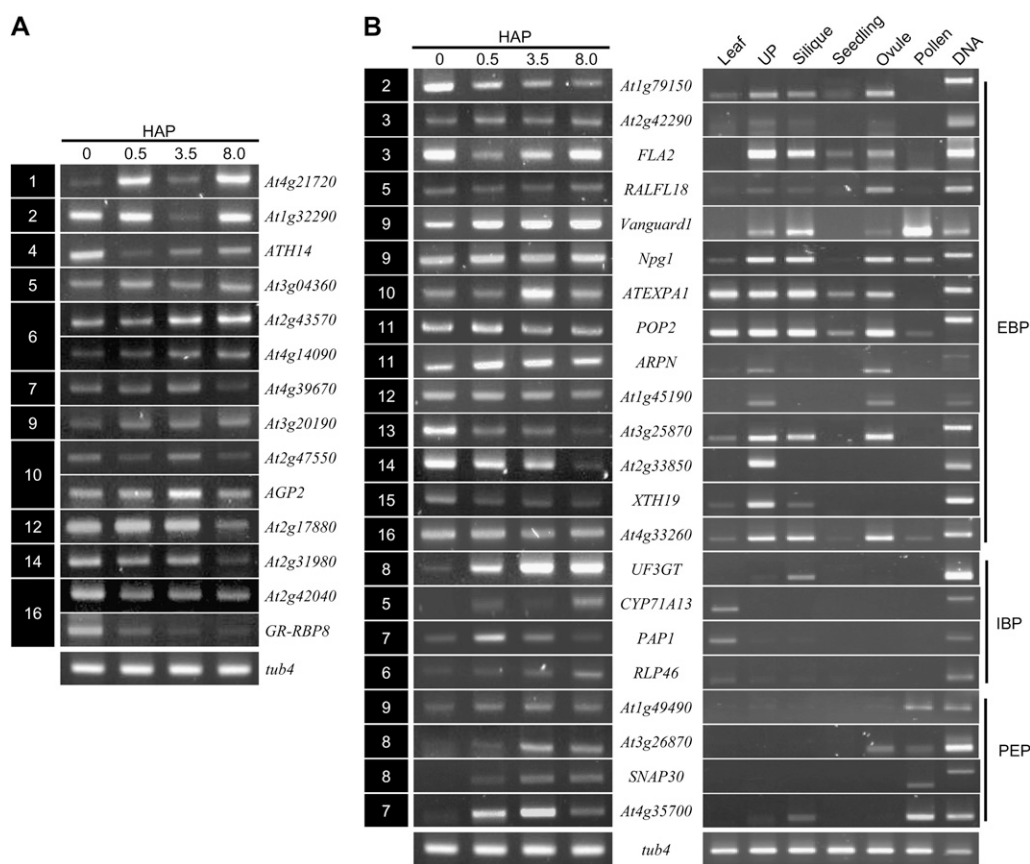 A
HAP
0 0.5 3.5 8.0
1 At4g21720
2 At1g32290
4 ATH14
5 At3g04360
6 At2g43570
At4g14090
7 At4g39670
9 At3g20190
10 At2g47550
AGP2
12 At2g17880
14 At2g31980
16 At2g42040
GR-RBP8
tub4
B
HAP
0 0.5 3.5 8.0 Leaf UP Silique Seedling Ovule Pollen DNA
2 At1g79150
3 At2g42290
3 FLA2
5 RALFL18
9 Vanguard1
9 Npg1
10 ATEXPA1
11 POP2
11 ARPN
12 At1g45190
13 At3g25870
14 At2g33850
15 XTH19
16 At4g33260
EBP
8 UF3GT
5 CYP71A13
7 PAP1
6 RLP46
IBP
9 At1g49490
8 At3g26870
8 SNAP30
7 At4g35700
PEP
tub4